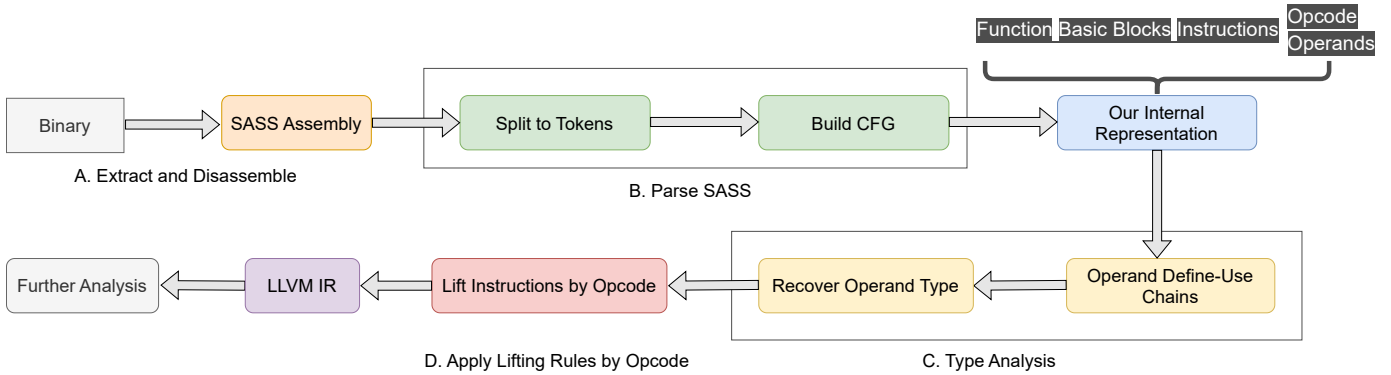 Function Basic Blocks Instructions
Opcode
Operands
Binary
SASS Assembly
Split to Tokens
Build CFG
Our Internal
Representation
A. Extract and Disassemble
B. Parse SASS
Further Analysis
LLVM IR
Lift Instructions by Opcode
Recover Operand Type
Operand Define-Use
Chains
D. Apply Lifting Rules by Opcode
C. Type Analysis